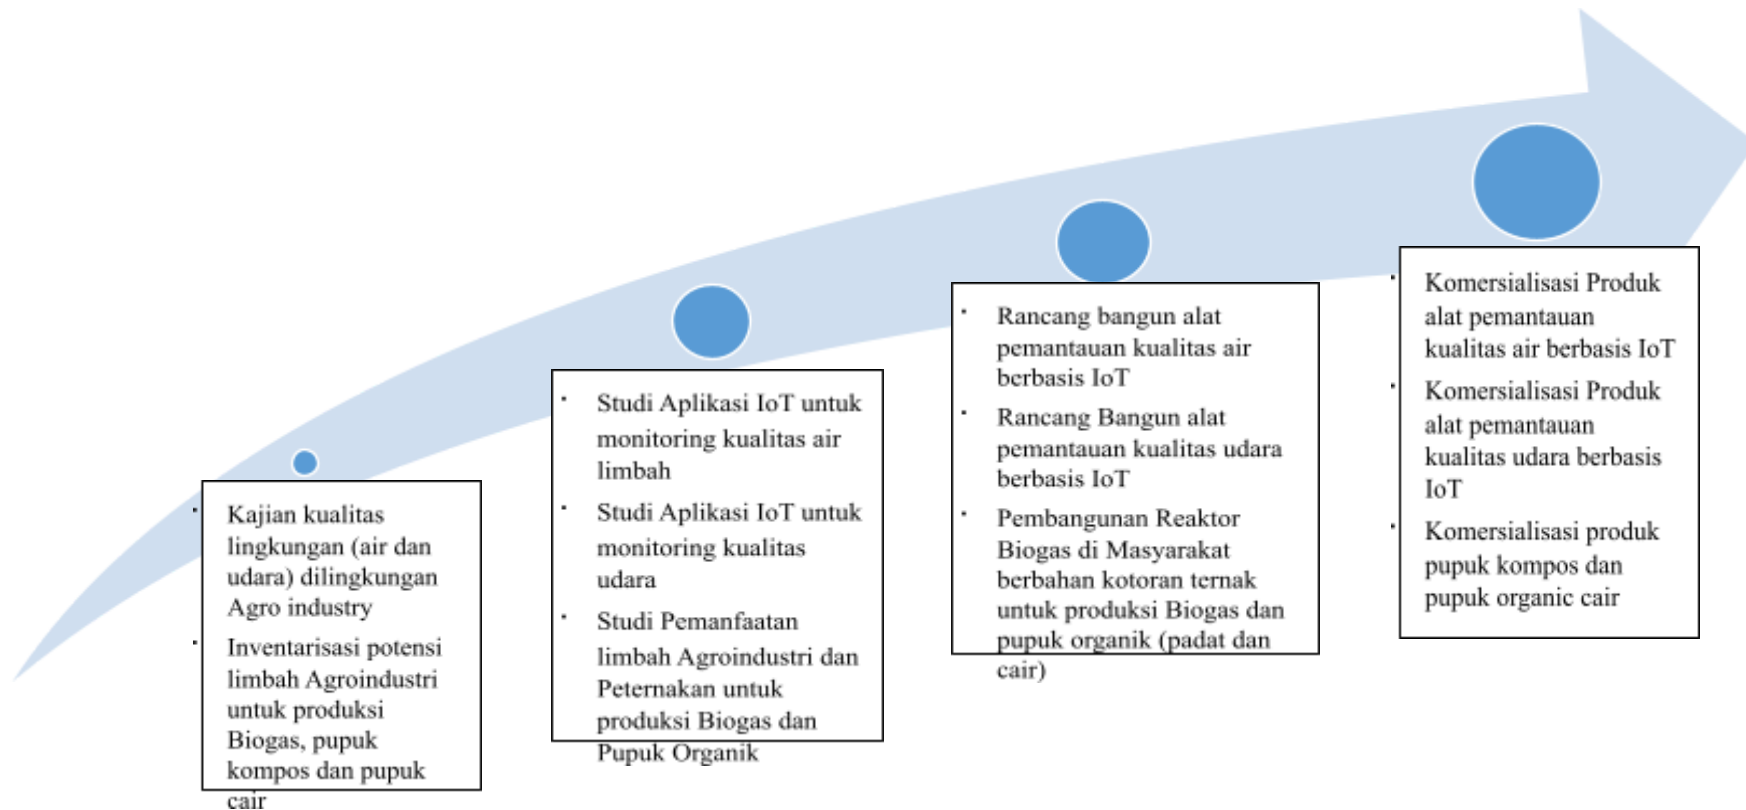 Kajian kualitas
lingkungan (air dan
udara) dilingkungan
Agro industry
Inventarisasi potensi
limbah Agroindustri
untuk produksi
Biogas, pupuk
kompos dan pupuk
cair
Studi Aplikasi IoT untuk
monitoring kualitas air
limbah
Studi Aplikasi IoT untuk
monitoring kualitas
udara
Studi Pemanfaatan
limbah Agroindustri dan
Peternakan untuk
produksi Biogas dan
Pupuk Organik
Rancang bangun alat
pemantauan kualitas air
berbasis IoT
Rancang Bangun alat
pemantauan kualitas udara
berbasis IoT
Pembangunan Reaktor
Biogas di Masyarakat
berbahan kotoran ternak
untuk produksi Biogas dan
pupuk organik (padat dan
cair)
Komersialisasi Produk
alat pemantauan
kualitas air berbasis IoT
Komersialisasi Produk
alat pemantauan
kualitas udara berbasis
IoT
Komersialisasi produk
pupuk kompos dan
pupuk organic cair